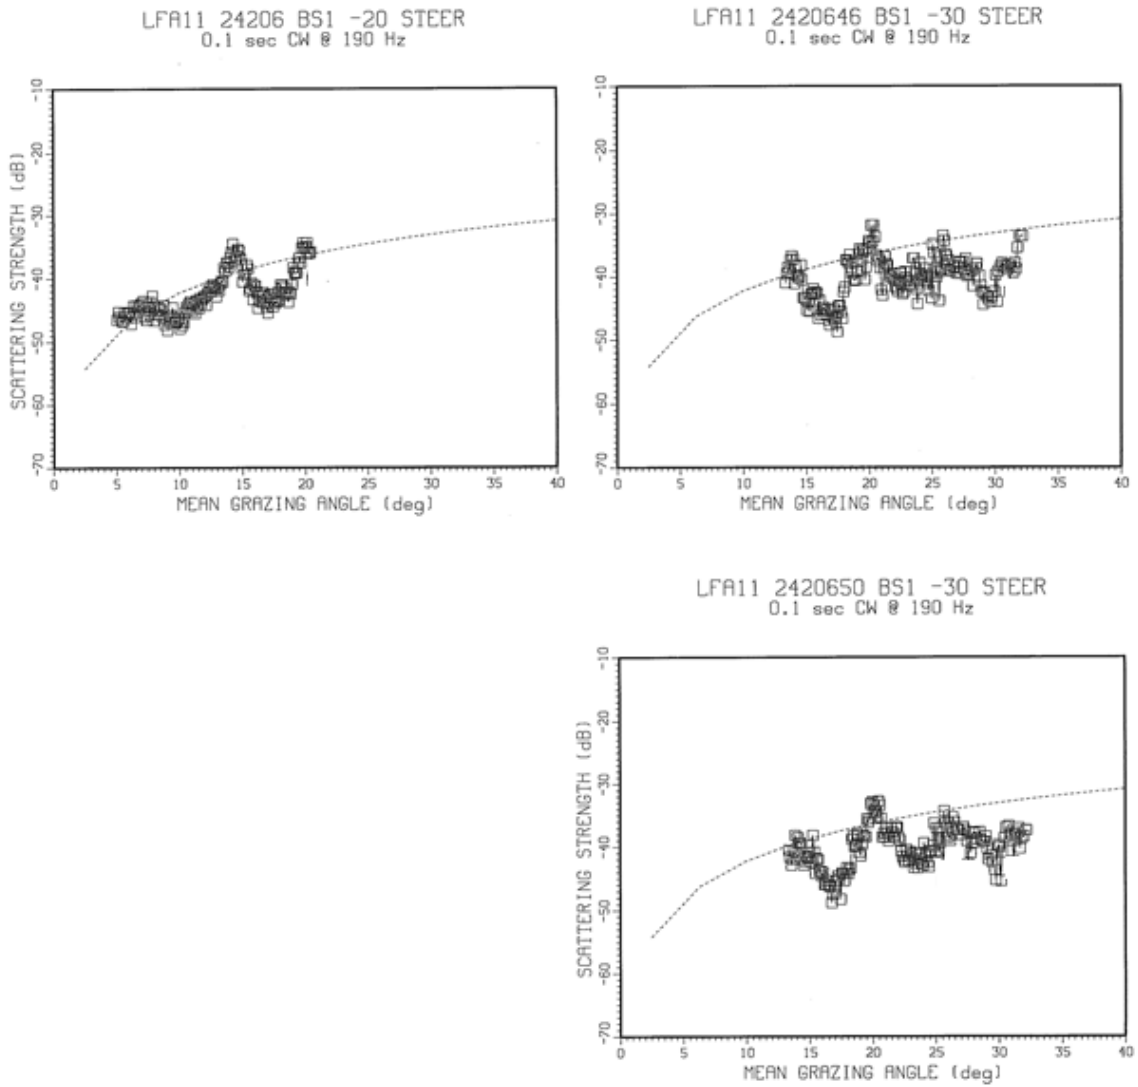 LFA11 24206 BS1 -20 STEER
0.1 sec CW @ 190 Hz
SCATTERING STRENGTH (dB)
-10
-20
-30
-40
-50
-60
-70
0 5 10 15 20 25 30 35 40
MEAN GRAZING ANGLE (deg)
LFA11 2420646 BS1 -30 STEER
0.1 sec CW @ 190 Hz
SCATTERING STRENGTH (dB)
-10
-20
-30
-40
-50
-60
-70
0 5 10 15 20 25 30 35 40
MEAN GRAZING ANGLE (deg)
LFA11 2420650 BS1 -30 STEER
0.1 sec CW @ 190 Hz
SCATTERING STRENGTH (dB)
-10
-20
-30
-40
-50
-60
-70
0 5 10 15 20 25 30 35 40
MEAN GRAZING ANGLE (deg)